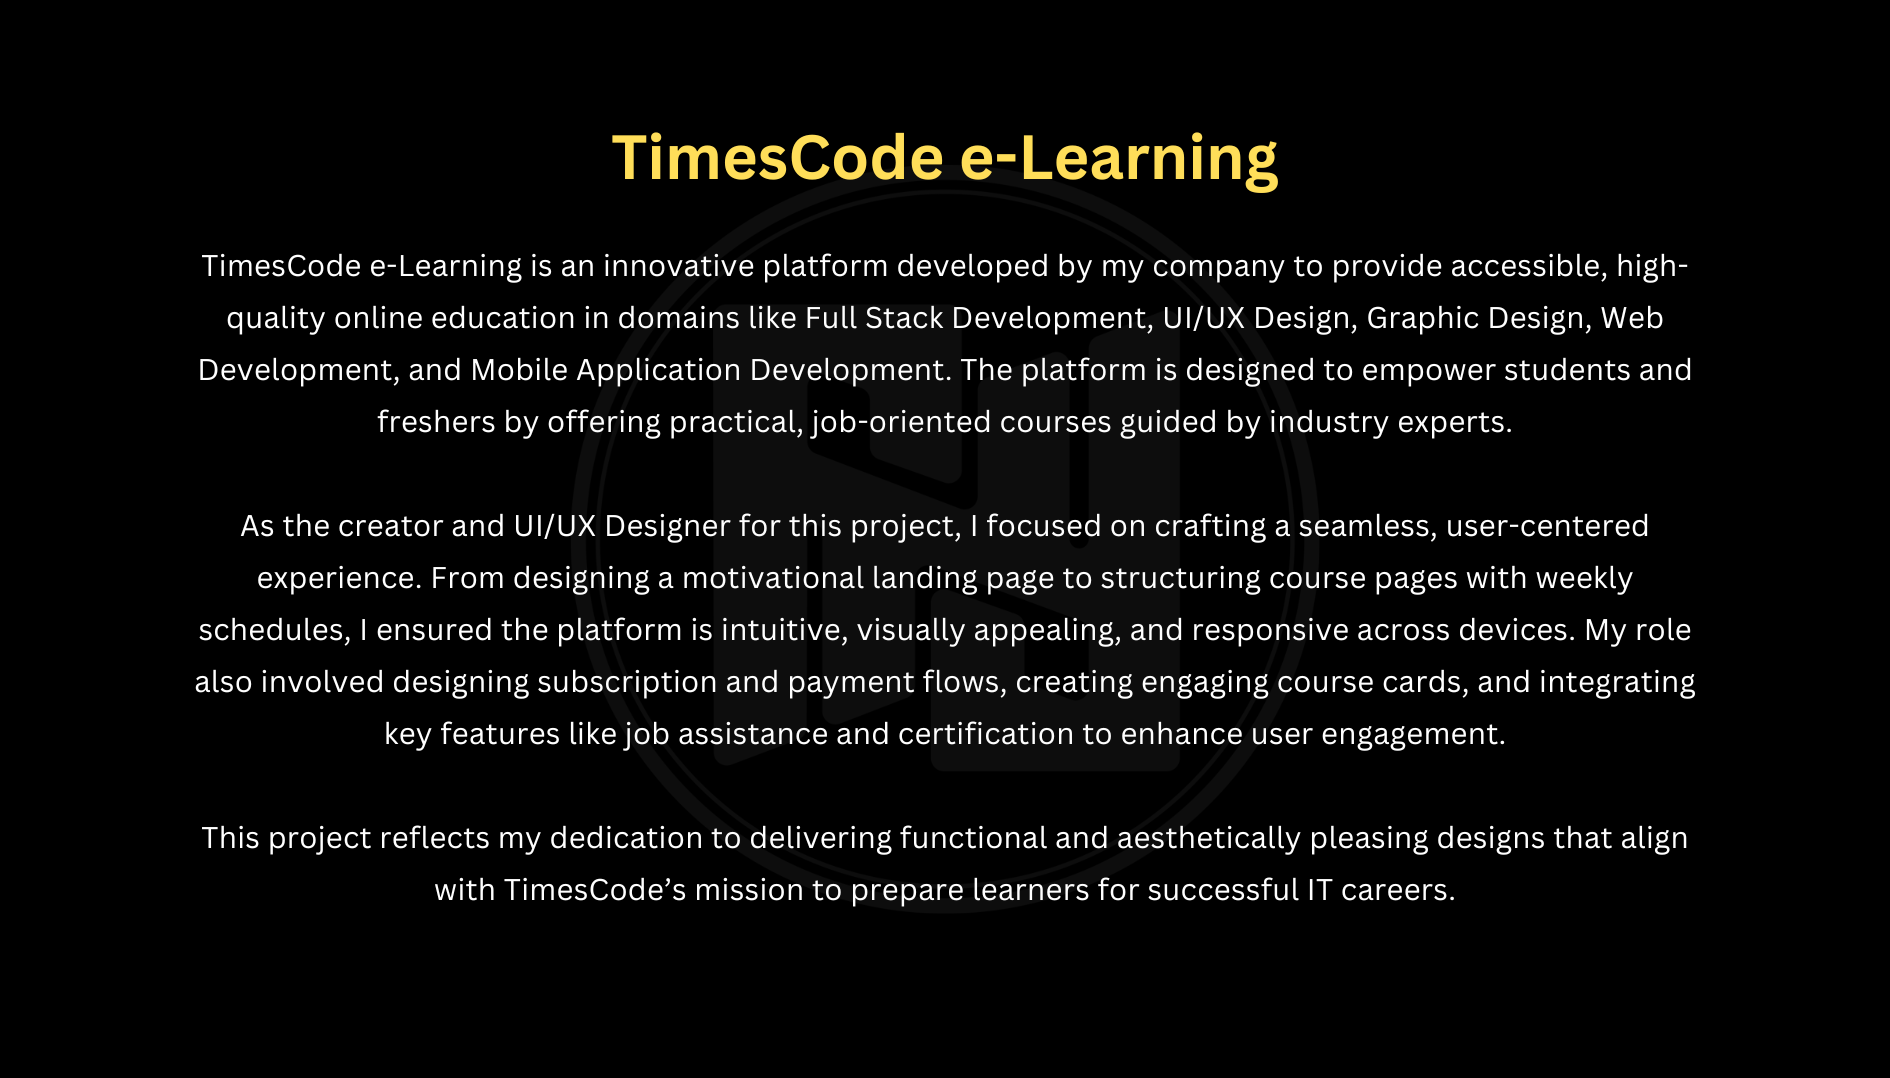 TimesCode e-Learning
TimesCode e-Learning is an innovative platform developed by my company to provide accessible, high-
quality online education in domains like Full Stack Development, UI/UX Design, Graphic Design, Web
Development, and Mobile Application Development. The platform is designed to empower students and
freshers by offering practical, job-oriented courses guided by industry experts.
As the creator and UI/UX Designer for this project, I focused on crafting a seamless, user-centered
experience. From designing a motivational landing page to structuring course pages with weekly
schedules, I ensured the platform is intuitive, visually appealing, and responsive across devices. My role
also involved designing subscription and payment flows, creating engaging course cards, and integrating
key features like job assistance and certification to enhance user engagement.
This project reflects my dedication to delivering functional and aesthetically pleasing designs that align
with TimesCode’s mission to prepare learners for successful IT careers.